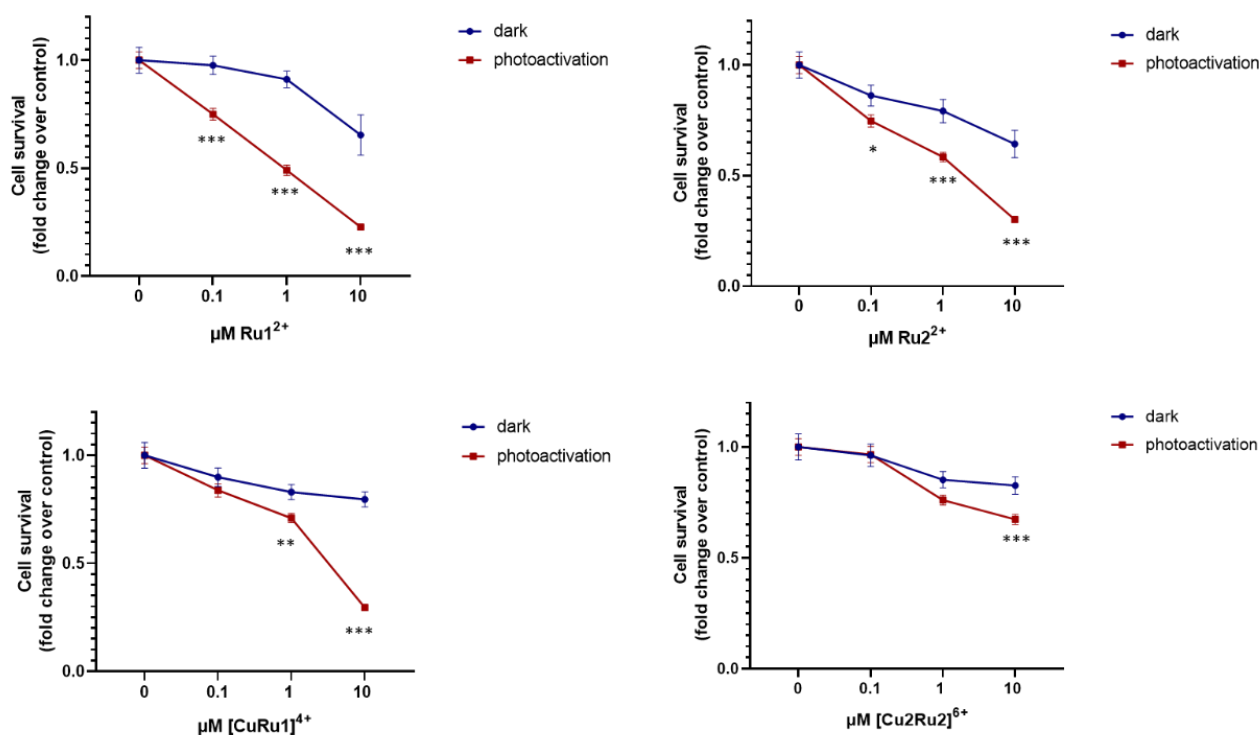 Cell survival
(fold change over control)
1.0
0.5
0.0
***
***
***
0
0.1
1
10
µM Ru1²⁺
dark
photoactivation
Cell survival
(fold change over control)
1.0
0.5
0.0
*
***
***
0
0.1
1
10
µM Ru2²⁺
dark
photoactivation
Cell survival
(fold change over control)
1.0
0.5
0.0
**
***
0
0.1
1
10
µM [CuRu1]⁴⁺
dark
photoactivation
Cell survival
(fold change over control)
1.0
0.5
0.0
***
0
0.1
1
10
µM [Cu2Ru2]⁶⁺
dark
photoactivation